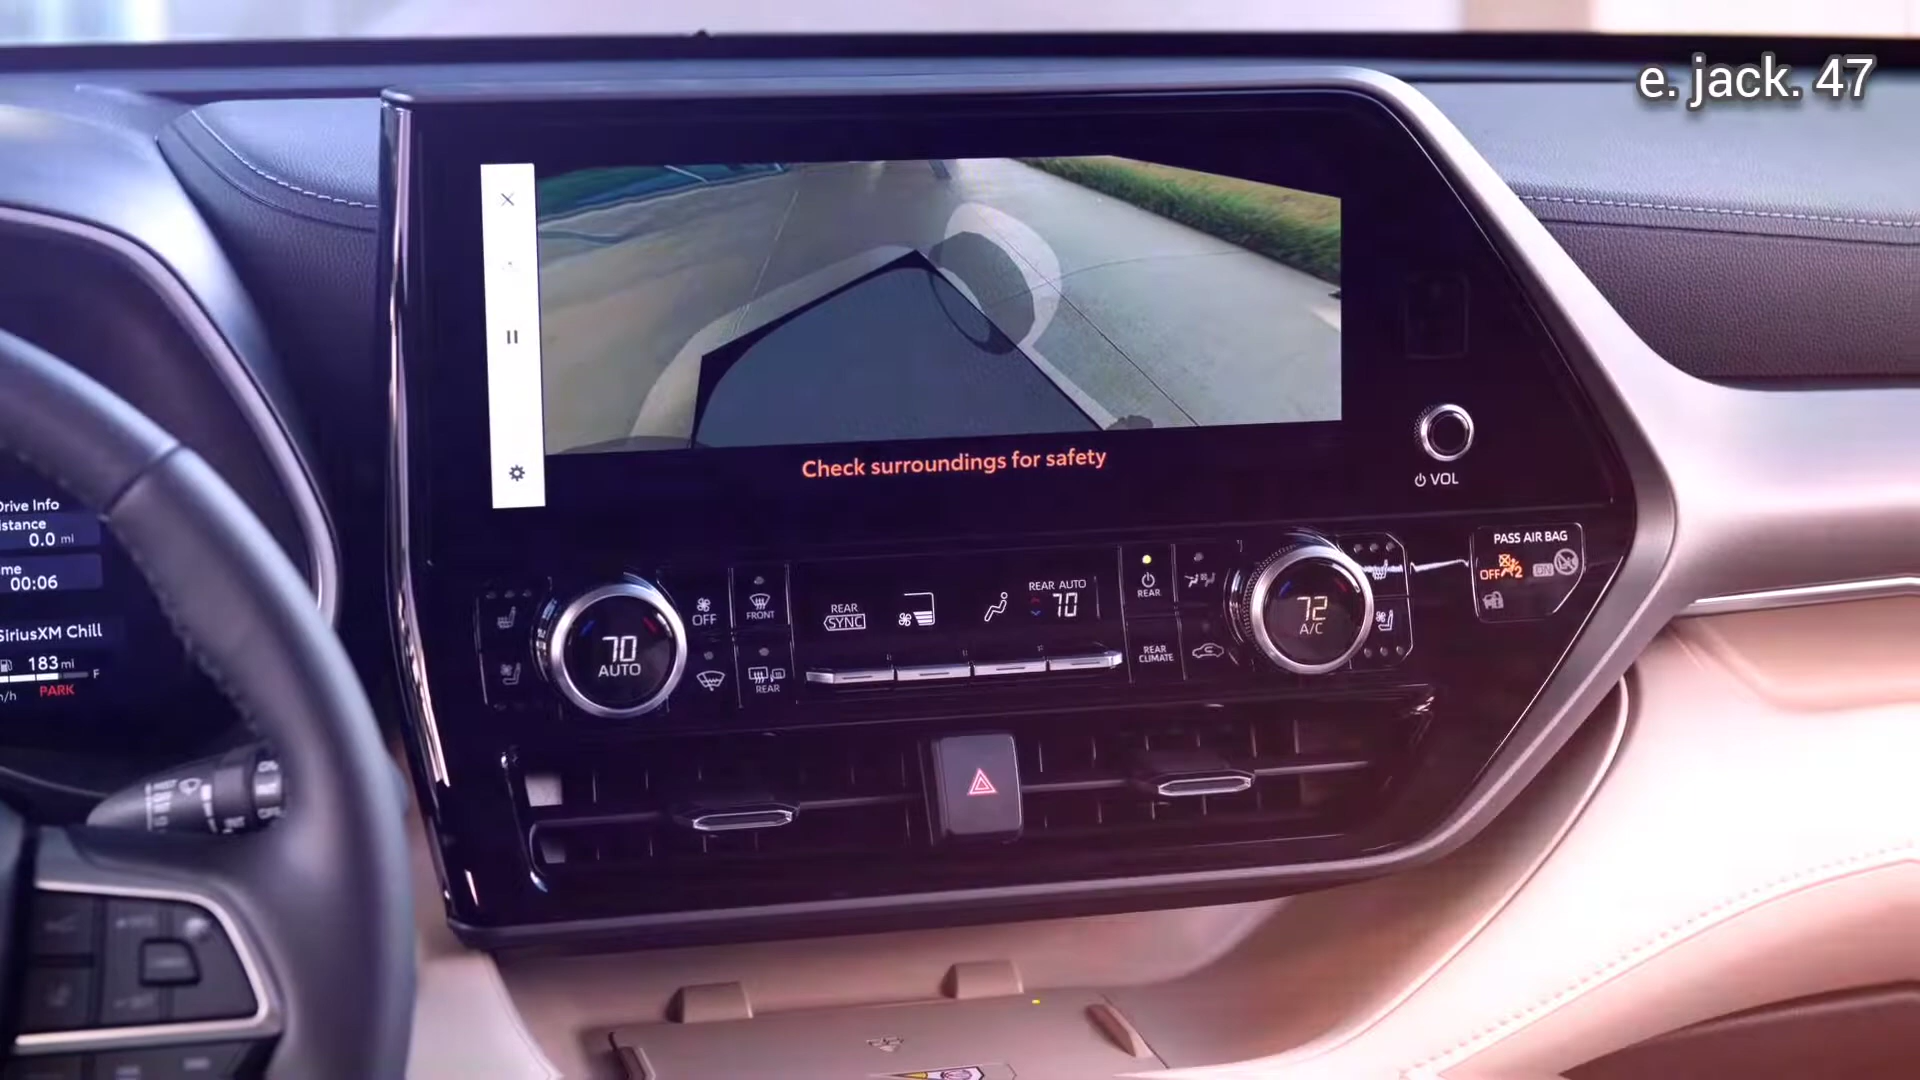 e. jack. 47
Check surroundings for safety
VOL
Drive Info
istance
0.0 mi
me
00:06
SiriusXM Chill
183 mi
F
PARK
70
AUTO
OFF
FRONT
REAR
REAR
SYNC
REAR AUTO
70
REAR
REAR
CLIMATE
72
A/C
PASS AIR BAG
OFF 2
ON